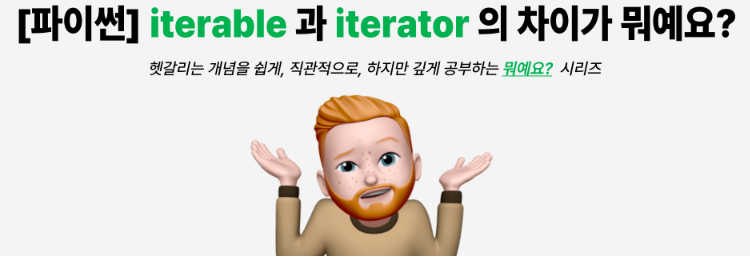 [파이썬] iterable 과 iterator 의 차이가 뭐예요?
헷갈리는 개념을 쉽게, 직관적으로, 하지만 깊게 공부하는 뭐예요? 시리즈